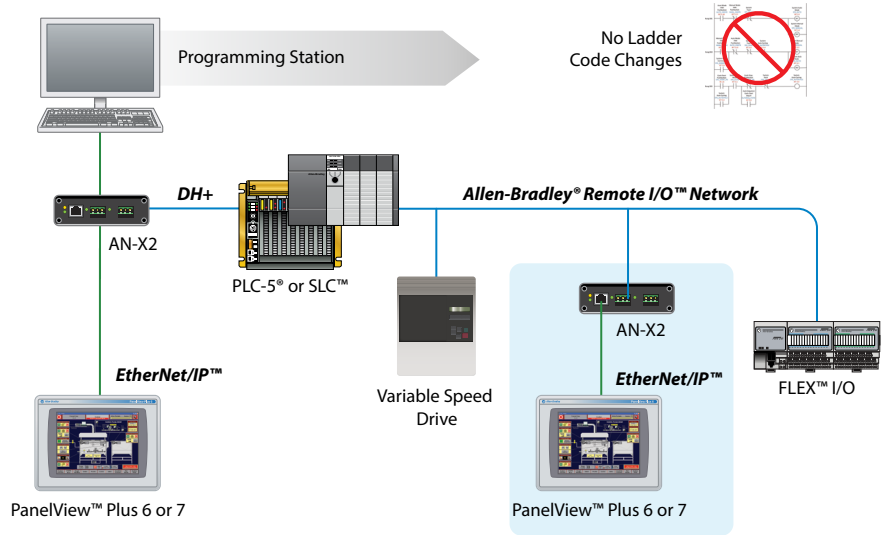 Programming Station
No Ladder
Code Changes
DH+
Allen-Bradley® Remote I/O™ Network
AN-X2
PLC-5® or SLC™
AN-X2
EtherNet/IP™
Variable Speed
Drive
EtherNet/IP™
FLEX™ I/O
PanelView™ Plus 6 or 7
PanelView™ Plus 6 or 7